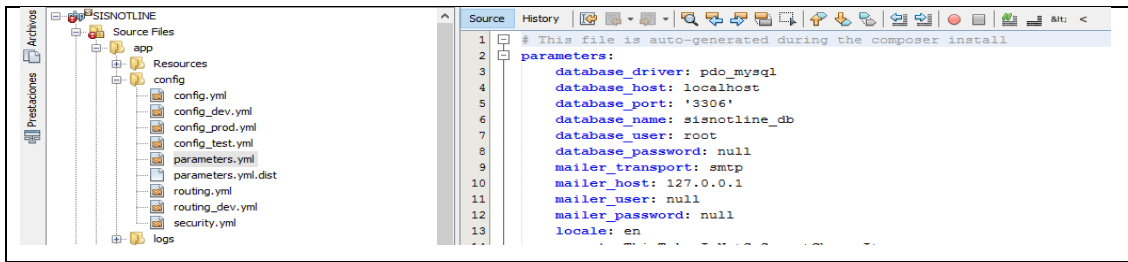 Archivos
Prestaciones
SISNOTLINE
Source Files
app
Resources
config
config.yml
config_dev.yml
config_prod.yml
config_test.yml
parameters.yml
parameters.yml.dist
routing.yml
routing_dev.yml
security.yml
logs
Source History &lt; <
1 # This file is auto-generated during the composer install
2 parameters:
3 database_driver: pdo_mysql
4 database_host: localhost
5 database_port: '3306'
6 database_name: sisnotline_db
7 database_user: root
8 database_password: null
9 mailer_transport: smtp
10 mailer_host: 127.0.0.1
11 mailer_user: null
12 mailer_password: null
13 locale: en